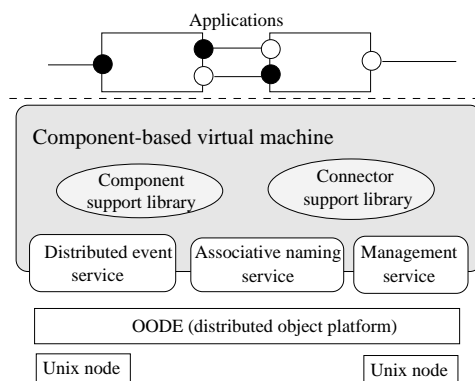 Applications
Component-based virtual machine
Component
support library
Connector
support library
Distributed event
service
Associative naming
service
Management
service
OODE (distributed object platform)
Unix node
Unix node